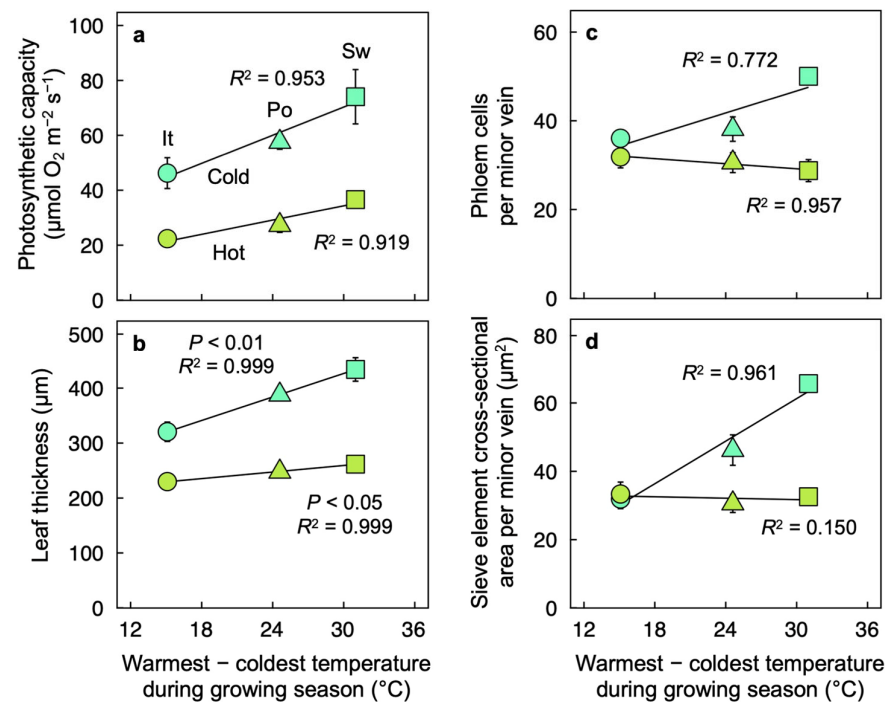 a
Photosynthetic capacity
(µmol O₂ m⁻² s⁻¹)
100
80
60
40
20
0
R² = 0.953
Sw
Po
It
Cold
Hot
R² = 0.919
c
Phloem cells
per minor vein
60
40
20
0
R² = 0.772
R² = 0.957
b
Leaf thickness (µm)
500
400
300
200
100
0
P < 0.01
R² = 0.999
P < 0.05
R² = 0.999
12 18 24 30 36
Warmest − coldest temperature
during growing season (°C)
d
Sieve element cross-sectional
area per minor vein (µm²)
80
60
40
20
0
R² = 0.961
R² = 0.150
12 18 24 30 36
Warmest − coldest temperature
during growing season (°C)